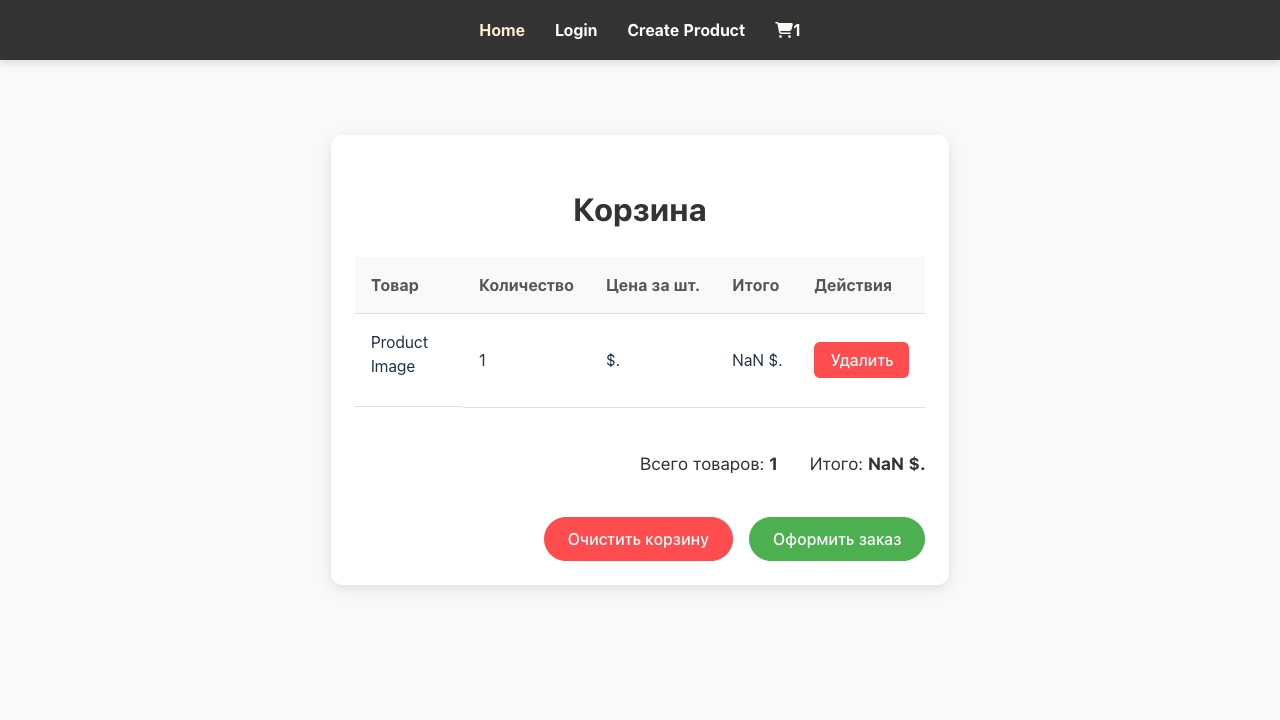 Home Login Create Product 1
Корзина
Товар Количество Цена за шт. Итого Действия
Product
Image
1 $. NaN $. Удалить
Всего товаров: 1 Итого: NaN $.
Очистить корзину Оформить заказ